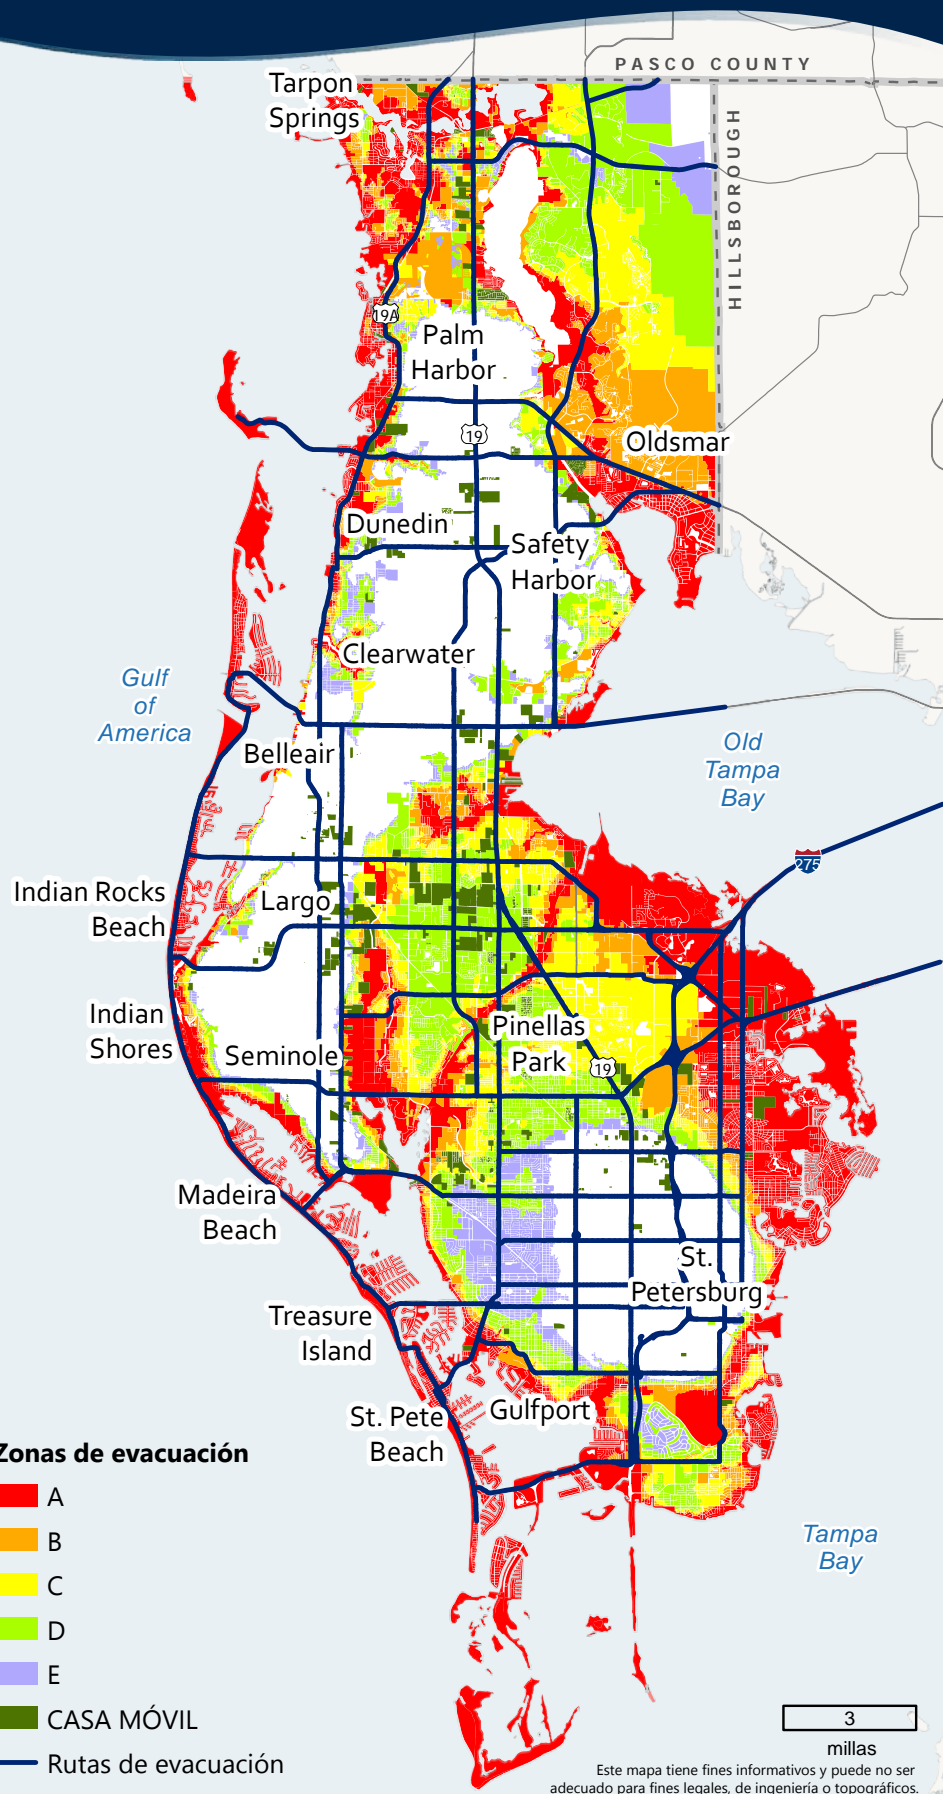 PASCO COUNTY
Tarpon
Springs
HILLSBOROUGH
19A
Palm
Harbor
19
Oldsmar
Dunedin
Safety
Harbor
Clearwater
Gulf
of
America
Belleair
Old
Tampa
Bay
275
Indian Rocks
Beach
Largo
Indian
Shores
Pinellas
Park
Seminole
19
Madeira
Beach
St.
Petersburg
Treasure
Island
St. Pete
Beach
Gulfport
Zonas de evacuación
A
B
C
D
E
CASA MÓVIL
Rutas de evacuación
Tampa
Bay
3
millas
Este mapa tiene fines informativos y puede no ser
adecuado para fines legales, de ingeniería o topográficos.